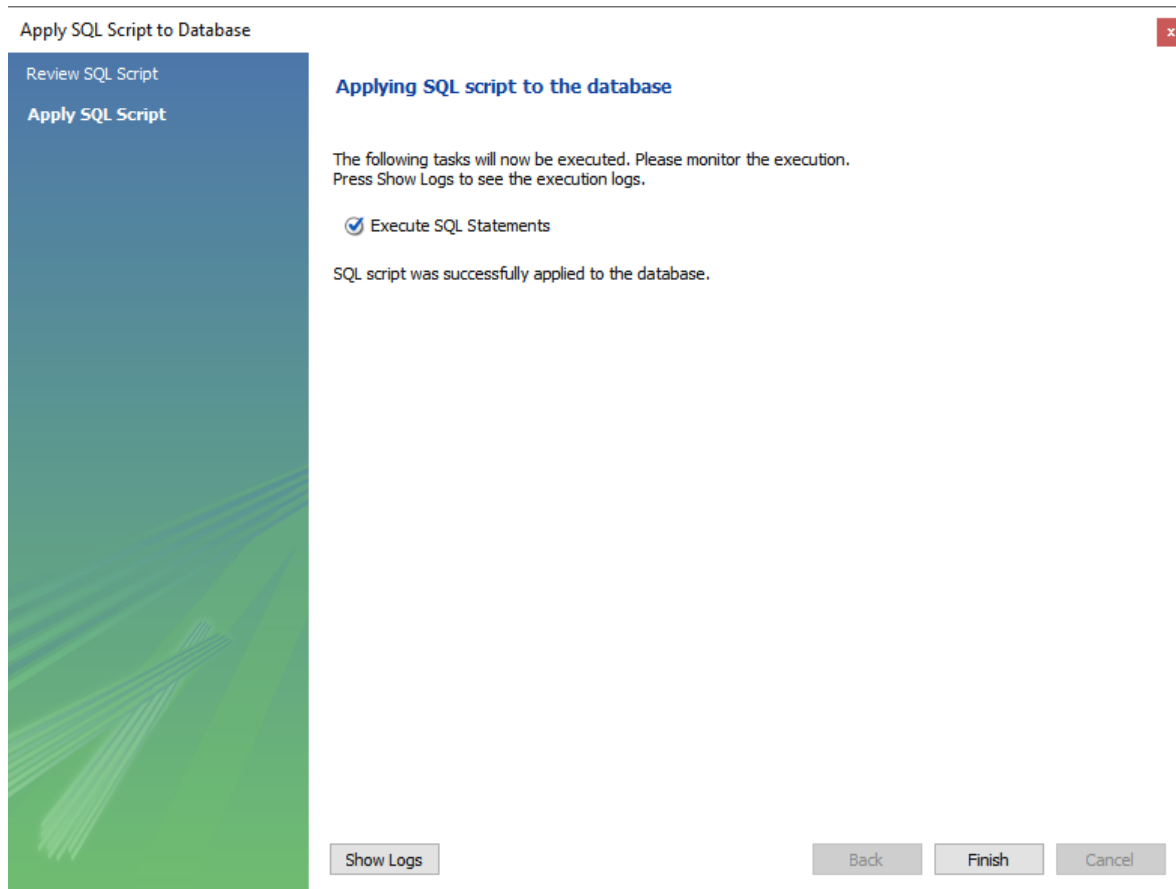 Apply SQL Script to Database
x
Review SQL Script
Apply SQL Script
Applying SQL script to the database
The following tasks will now be executed. Please monitor the execution.
Press Show Logs to see the execution logs.
Execute SQL Statements
SQL script was successfully applied to the database.
Show Logs
Back
Finish
Cancel